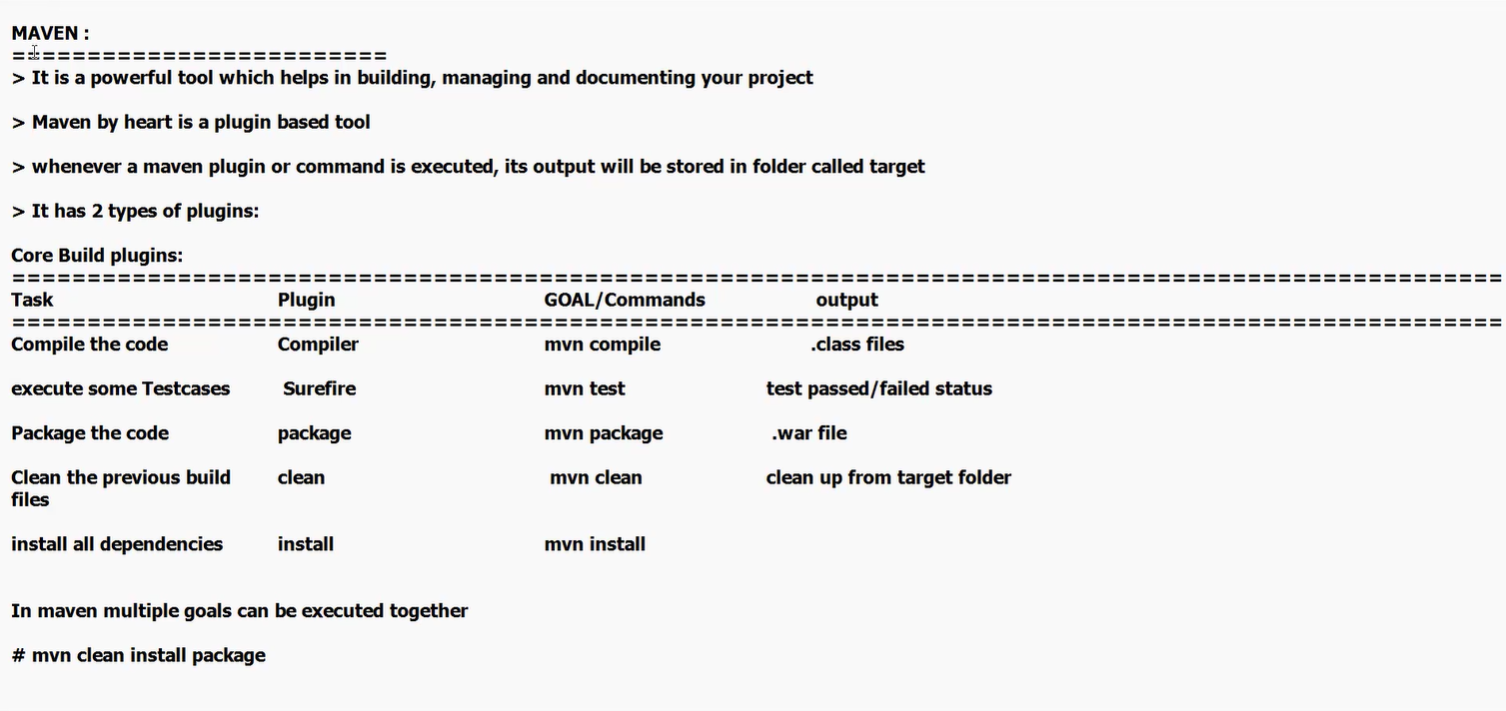 MAVEN :
=========================
> It is a powerful tool which helps in building, managing and documenting your project
> Maven by heart is a plugin based tool
> whenever a maven plugin or command is executed, its output will be stored in folder called target
> It has 2 types of plugins:
Core Build plugins:
===================================================================================================
Task Plugin GOAL/Commands output
===================================================================================================
Compile the code Compiler mvn compile .class files
execute some Testcases Surefire mvn test test passed/failed status
Package the code package mvn package .war file
Clean the previous build clean mvn clean clean up from target folder
files
install all dependencies install mvn install
In maven multiple goals can be executed together
# mvn clean install package